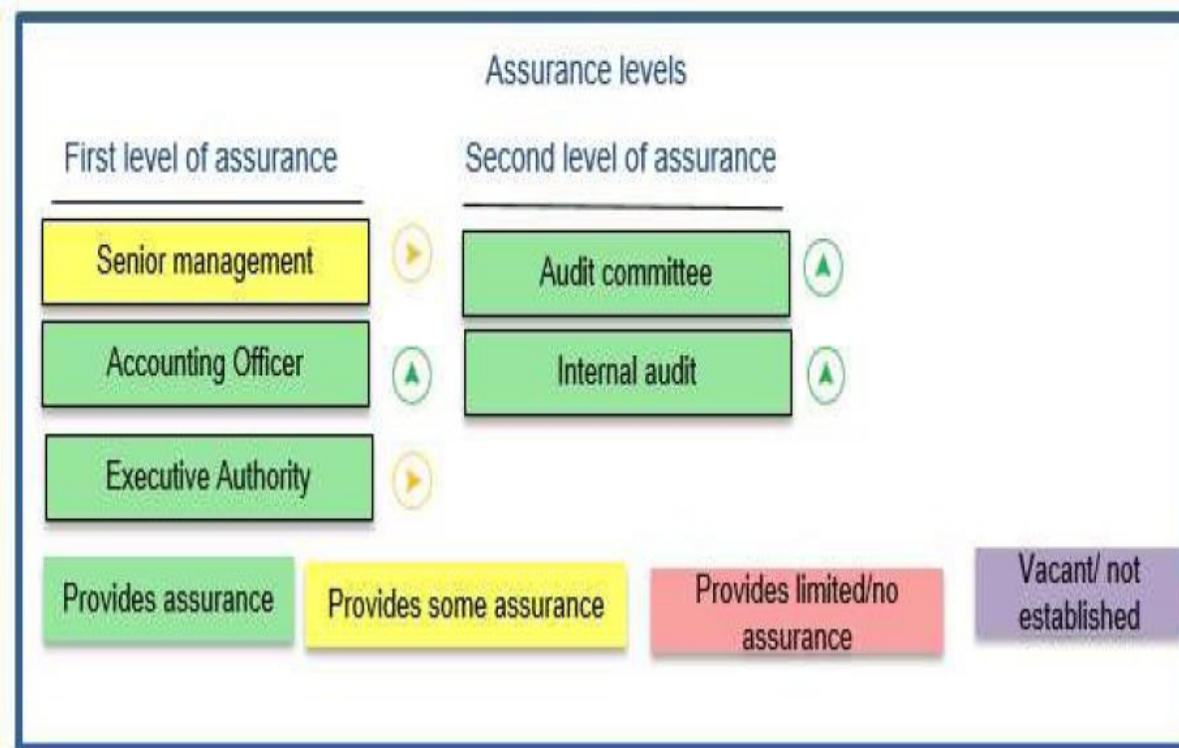 Assurance levels
First level of assurance
Second level of assurance
Senior management
Audit committee
Accounting Officer
Internal audit
Executive Authority
Provides assurance
Provides some assurance
Provides limited/no
assurance
Vacant/ not
established